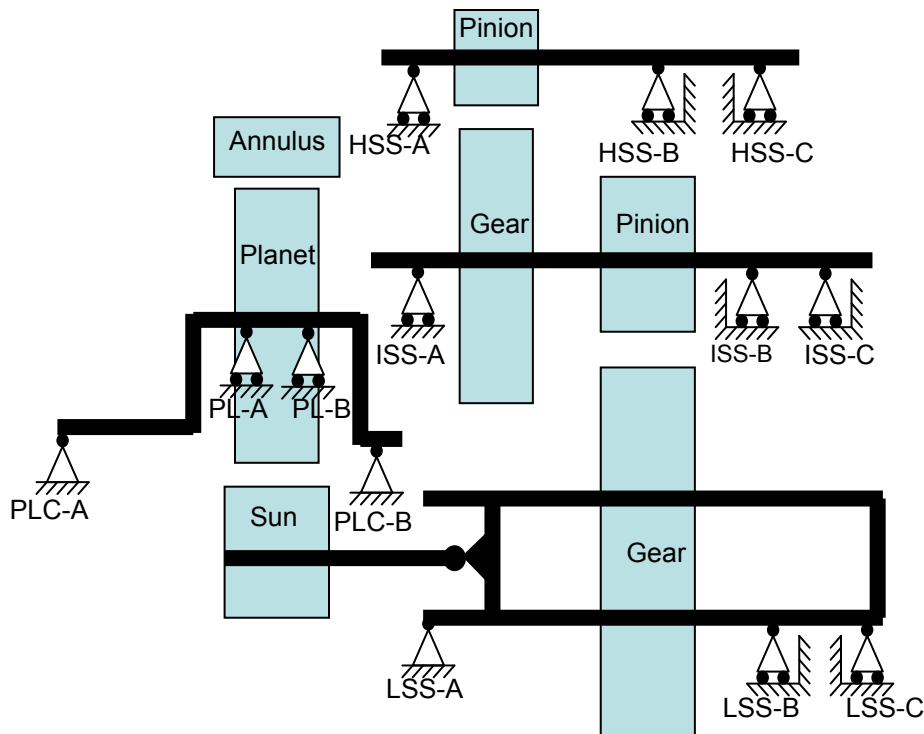 Pinion
HSS-A
HSS-B
HSS-C
Annulus
Gear
Pinion
Planet
ISS-A
ISS-B
ISS-C
PL-A
PL-B
PLC-A
PLC-B
Sun
Gear
LSS-A
LSS-B
LSS-C